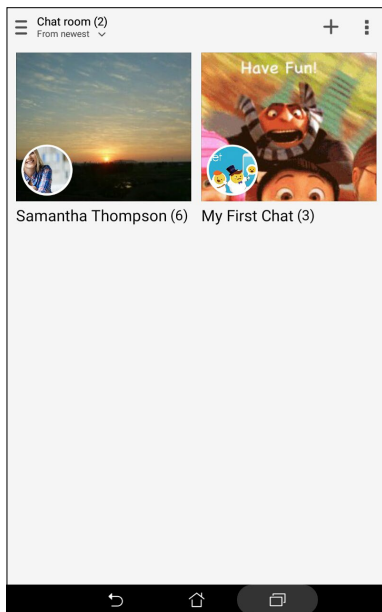 Chat room (2)
From newest
Have Fun!
Samantha Thompson (6)
My First Chat (3)